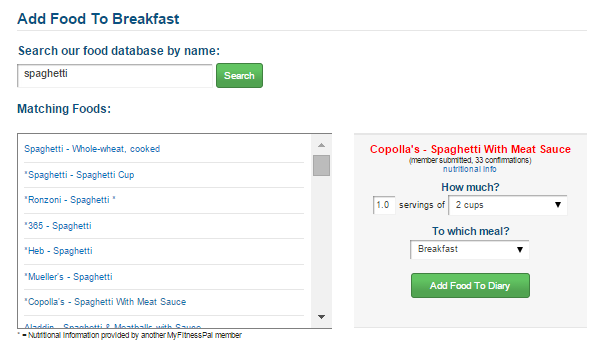 Add Food To Breakfast
Search our food database by name:
spaghetti
Search
Matching Foods:
Spaghetti - Whole-wheat, cooked
*Spaghetti - Spaghetti Cup
*Ronzoni - Spaghetti *
*365 - Spaghetti
*Heb - Spaghetti
*Mueller's - Spaghetti
*Copolla's - Spaghetti With Meat Sauce
Aladdin - Spaghetti & Meatballs with Sauce
* = Nutritional Information provided by another MyFitnessPal member
Copolla's - Spaghetti With Meat Sauce
(member submitted, 33 confirmations)
nutritional info
How much?
1.0 servings of 2 cups
To which meal?
Breakfast
Add Food To Diary